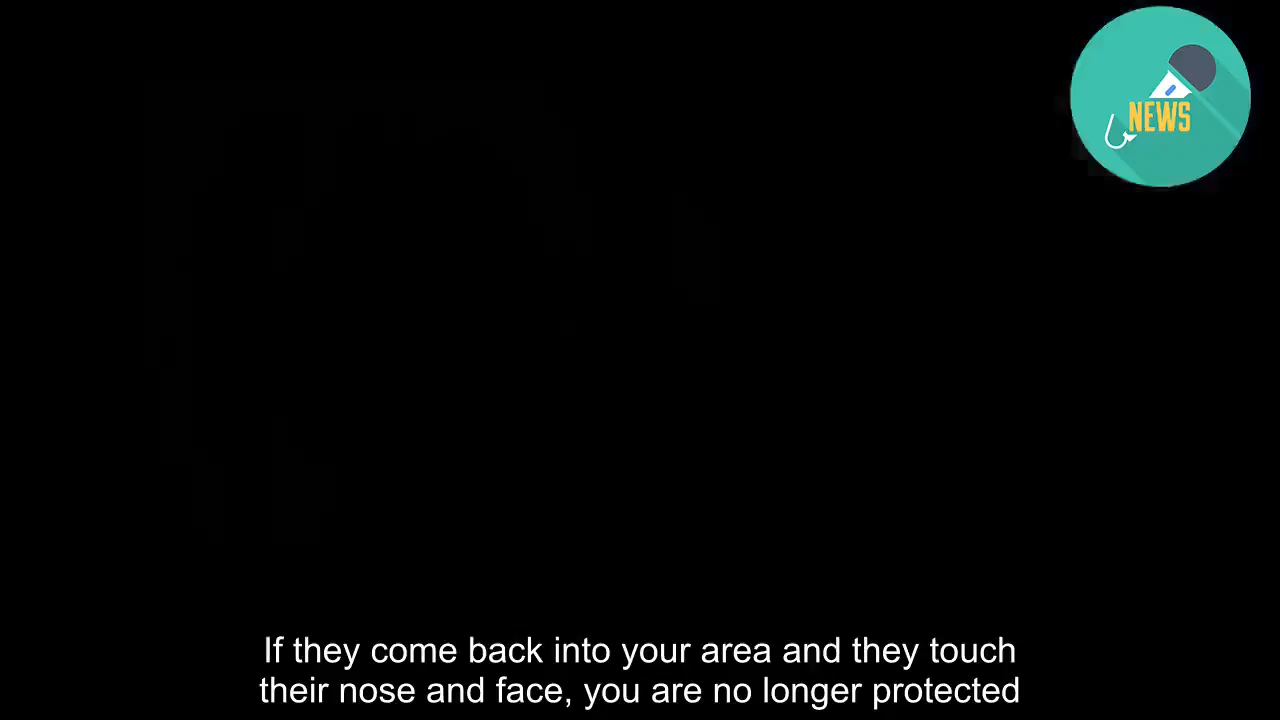 NEWS
If they come back into your area and they touch
their nose and face, you are no longer protected